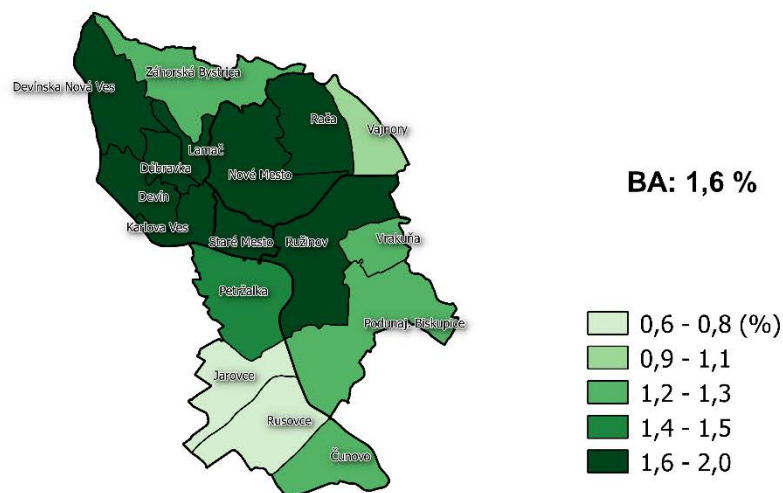 Záhorská Bystrica
Devínska Nová Ves
Rača
Vajnory
Lamač
Dúbravka
Nové Mesto
Devín
Karlova Ves
Staré Mesto
Ružinov
Vrakuňa
Petržalka
Podunaj. Biskupice
Jarovce
Rusovce
Čunovo
BA: 1,6 %
0,6 - 0,8 (%)
0,9 - 1,1
1,2 - 1,3
1,4 - 1,5
1,6 - 2,0